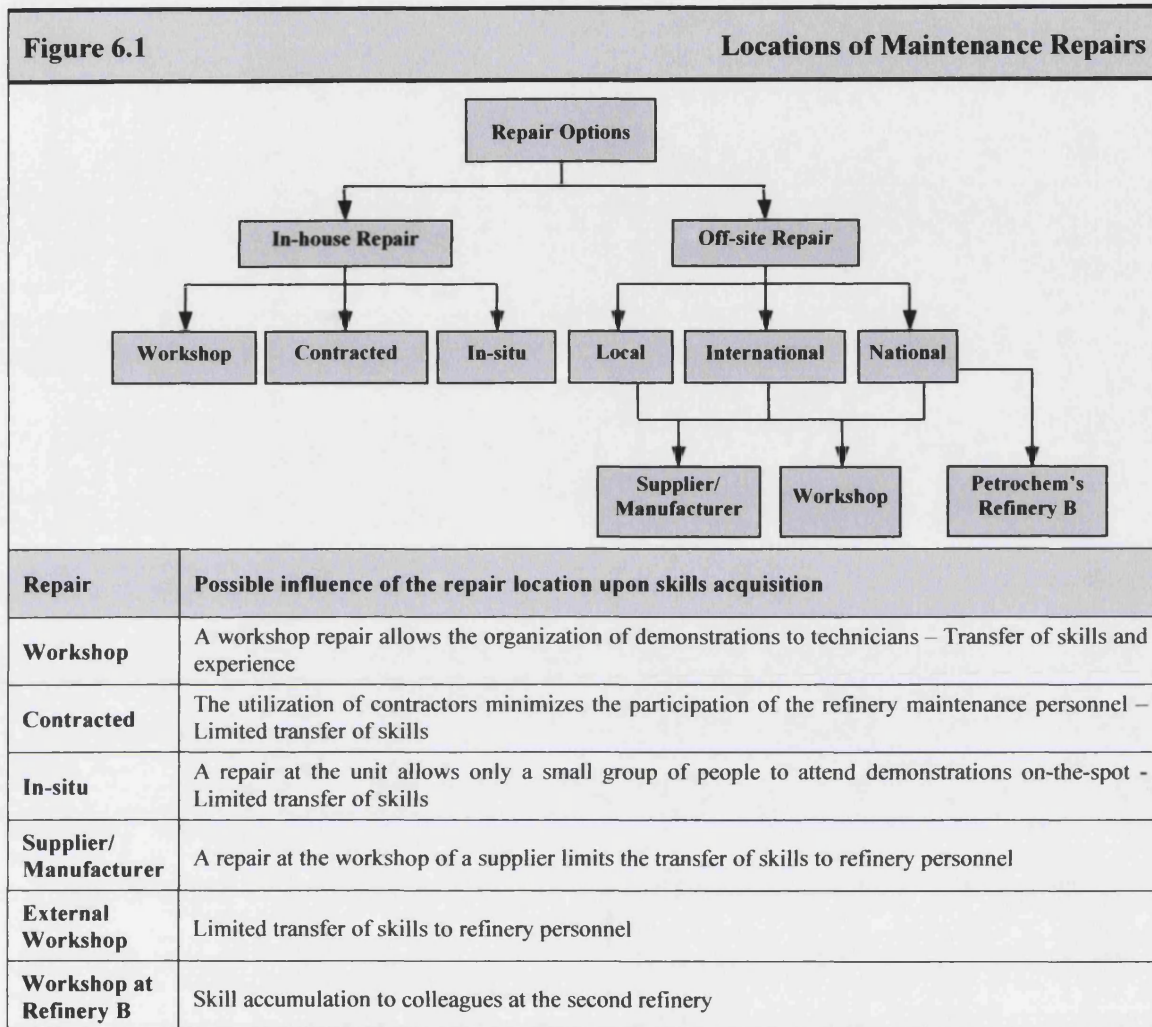 Figure 6.1 Locations of Maintenance Repairs
Repair Options
In-house Repair Off-site Repair
Workshop Contracted In-situ Local International National
Supplier/
Manufacturer
Workshop
Petrochem's
Refinery B
Repair Possible influence of the repair location upon skills acquisition
Workshop
A workshop repair allows the organization of demonstrations to technicians – Transfer of skills and
experience
Contracted
The utilization of contractors minimizes the participation of the refinery maintenance personnel –
Limited transfer of skills
In-situ
A repair at the unit allows only a small group of people to attend demonstrations on-the-spot -
Limited transfer of skills
Supplier/
Manufacturer
A repair at the workshop of a supplier limits the transfer of skills to refinery personnel
External
Workshop
Limited transfer of skills to refinery personnel
Workshop at
Refinery B
Skill accumulation to colleagues at the second refinery